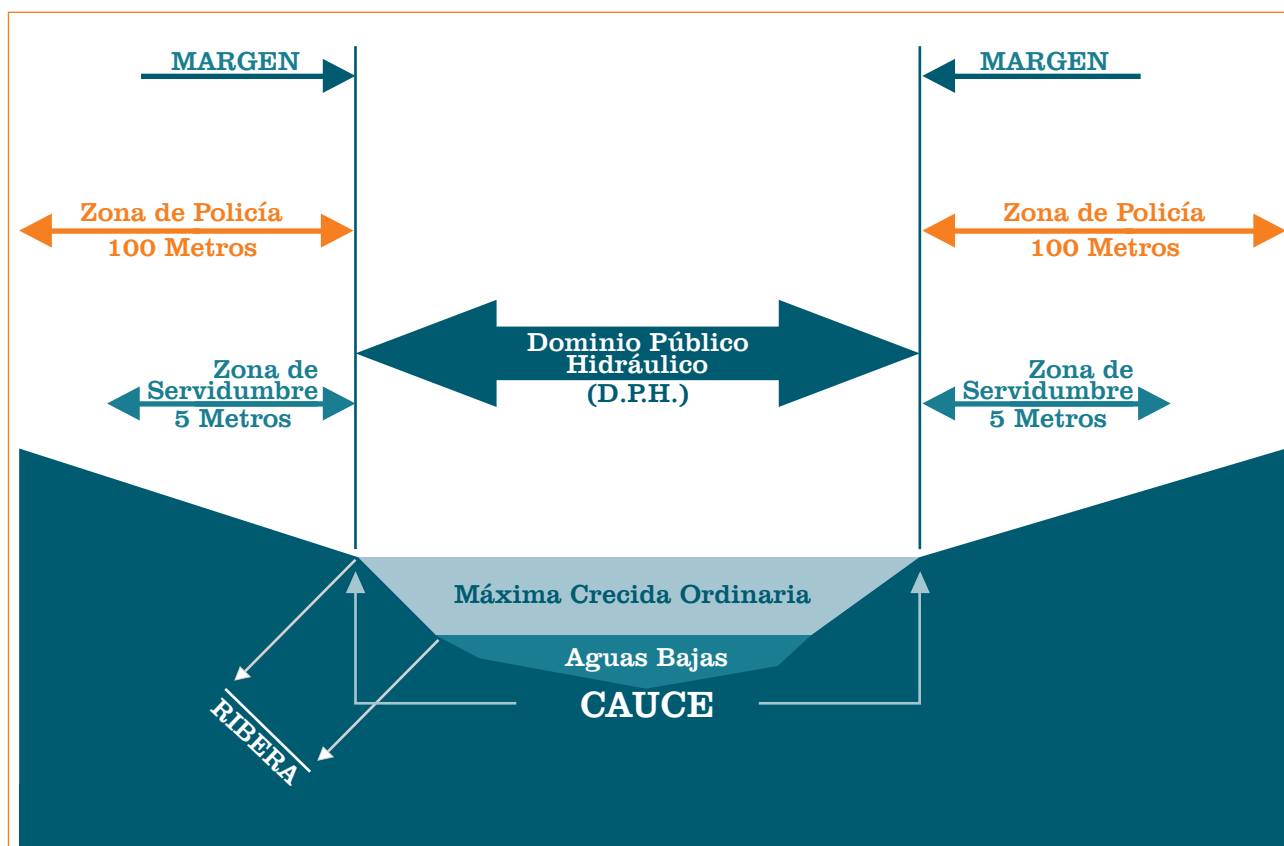 MARGEN
MARGEN
Zona de Policía
100 Metros
Zona de Policía
100 Metros
Dominio Público
Hidráulico
(D.P.H.)
Zona de
Servidumbre
5 Metros
Zona de
Servidumbre
5 Metros
Máxima Crecida Ordinaria
Aguas Bajas
CAUCE
RIBERA